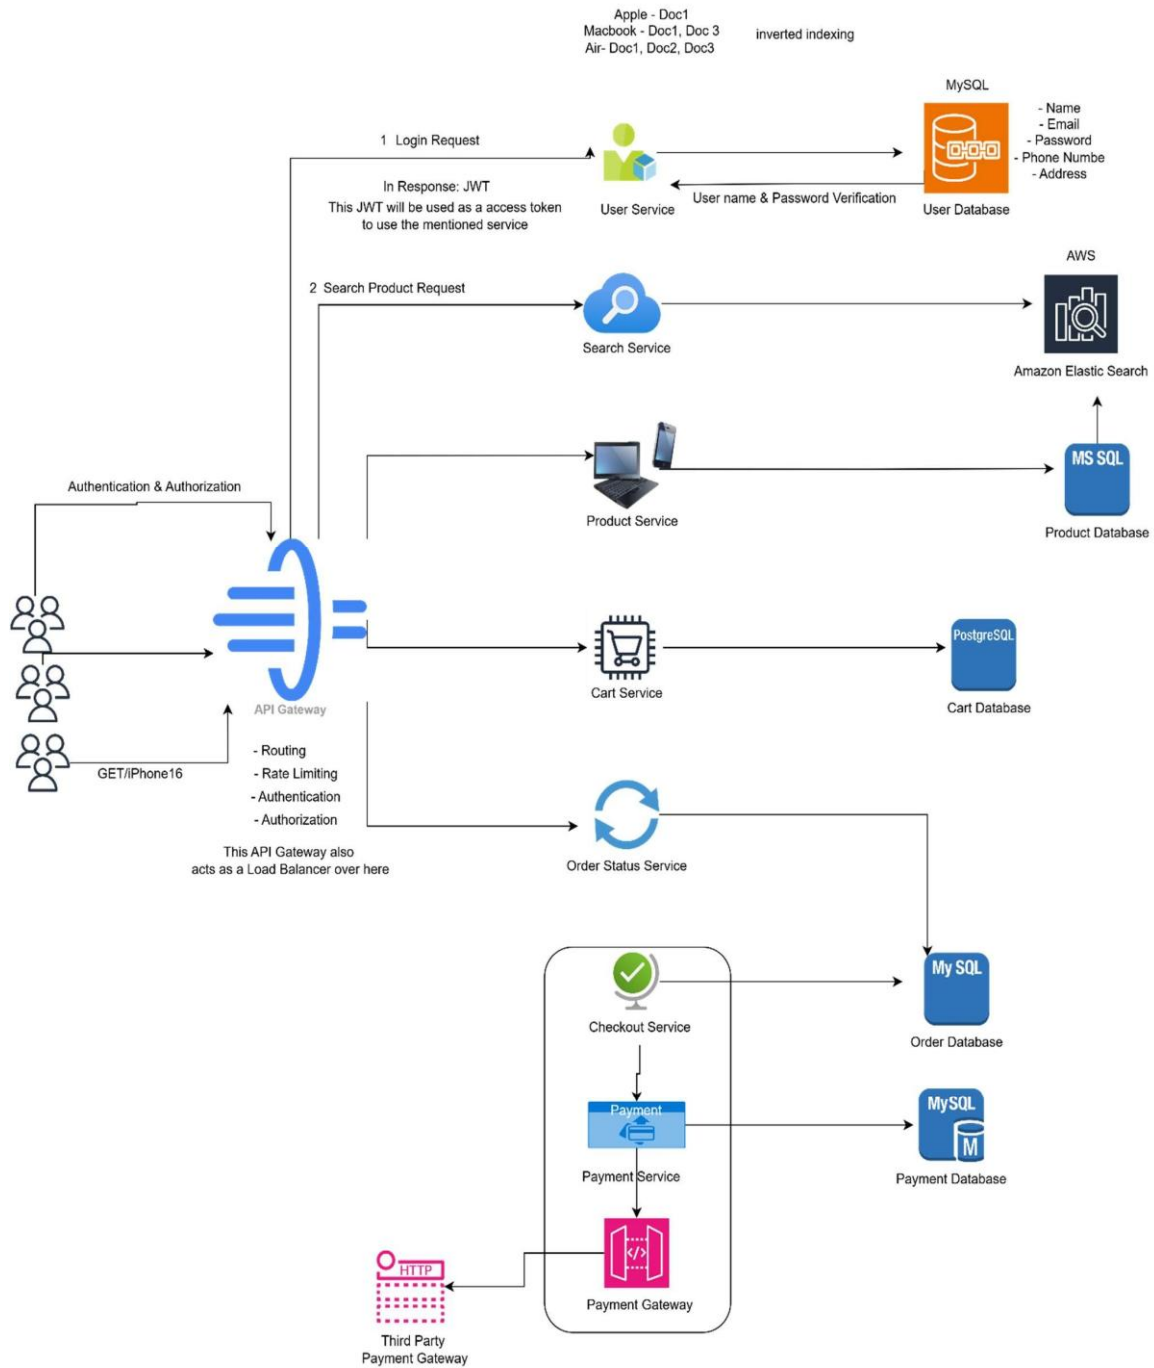 Apple - Doc1
Macbook - Doc1, Doc 3
Air- Doc1, Doc2, Doc3
inverted indexing
MySQL
- Name
- Email
- Password
- Phone Numbe
- Address
1 Login Request
In Response: JWT
This JWT will be used as a access token
to use the mentioned service
User Service
User name & Password Verification
User Database
AWS
2 Search Product Request
Search Service
Amazon Elastic Search
MS SQL
Authentication & Authorization
Product Service
Product Database
PostgreSQL
Cart Service
Cart Database
API Gateway
GET/iPhone16
- Routing
- Rate Limiting
- Authentication
- Authorization
This API Gateway also
acts as a Load Balancer over here
Order Status Service
My SQL
Checkout Service
Order Database
Payment
MySQL
M
Payment Service
Payment Database
</>
HTTP
Payment Gateway
Third Party
Payment Gateway